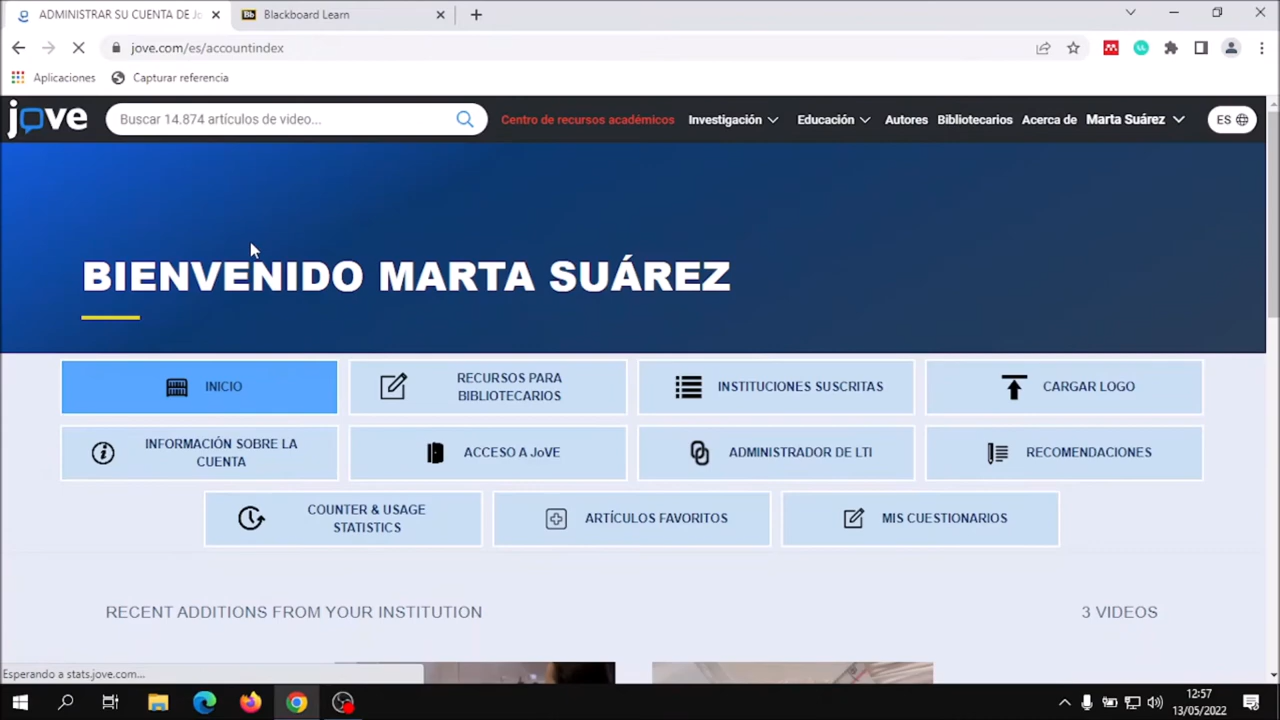 ADMINISTRAR SU CUENTA DE Jo
Blackboard Learn
jove.com/es/accountindex
Aplicaciones
Capturar referencia
jove
Buscar 14.874 artículos de video...
Centro de recursos académicos
Investigación
Educación
Autores
Bibliotecarios
Acerca de
Marta Suárez
ES
BIENVENIDO MARTA SUÁREZ
INICIO
RECURSOS PARA
BIBLIOTECARIOS
INSTITUCIONES SUSCRITAS
CARGAR LOGO
INFORMACIÓN SOBRE LA
CUENTA
ACCESO A JoVE
ADMINISTRADOR DE LTI
RECOMENDACIONES
COUNTER & USAGE
STATISTICS
ARTÍCULOS FAVORITOS
MIS CUESTIONARIOS
RECENT ADDITIONS FROM YOUR INSTITUTION
3 VIDEOS
Esperando a stats.jove.com...
12:57
13/05/2022